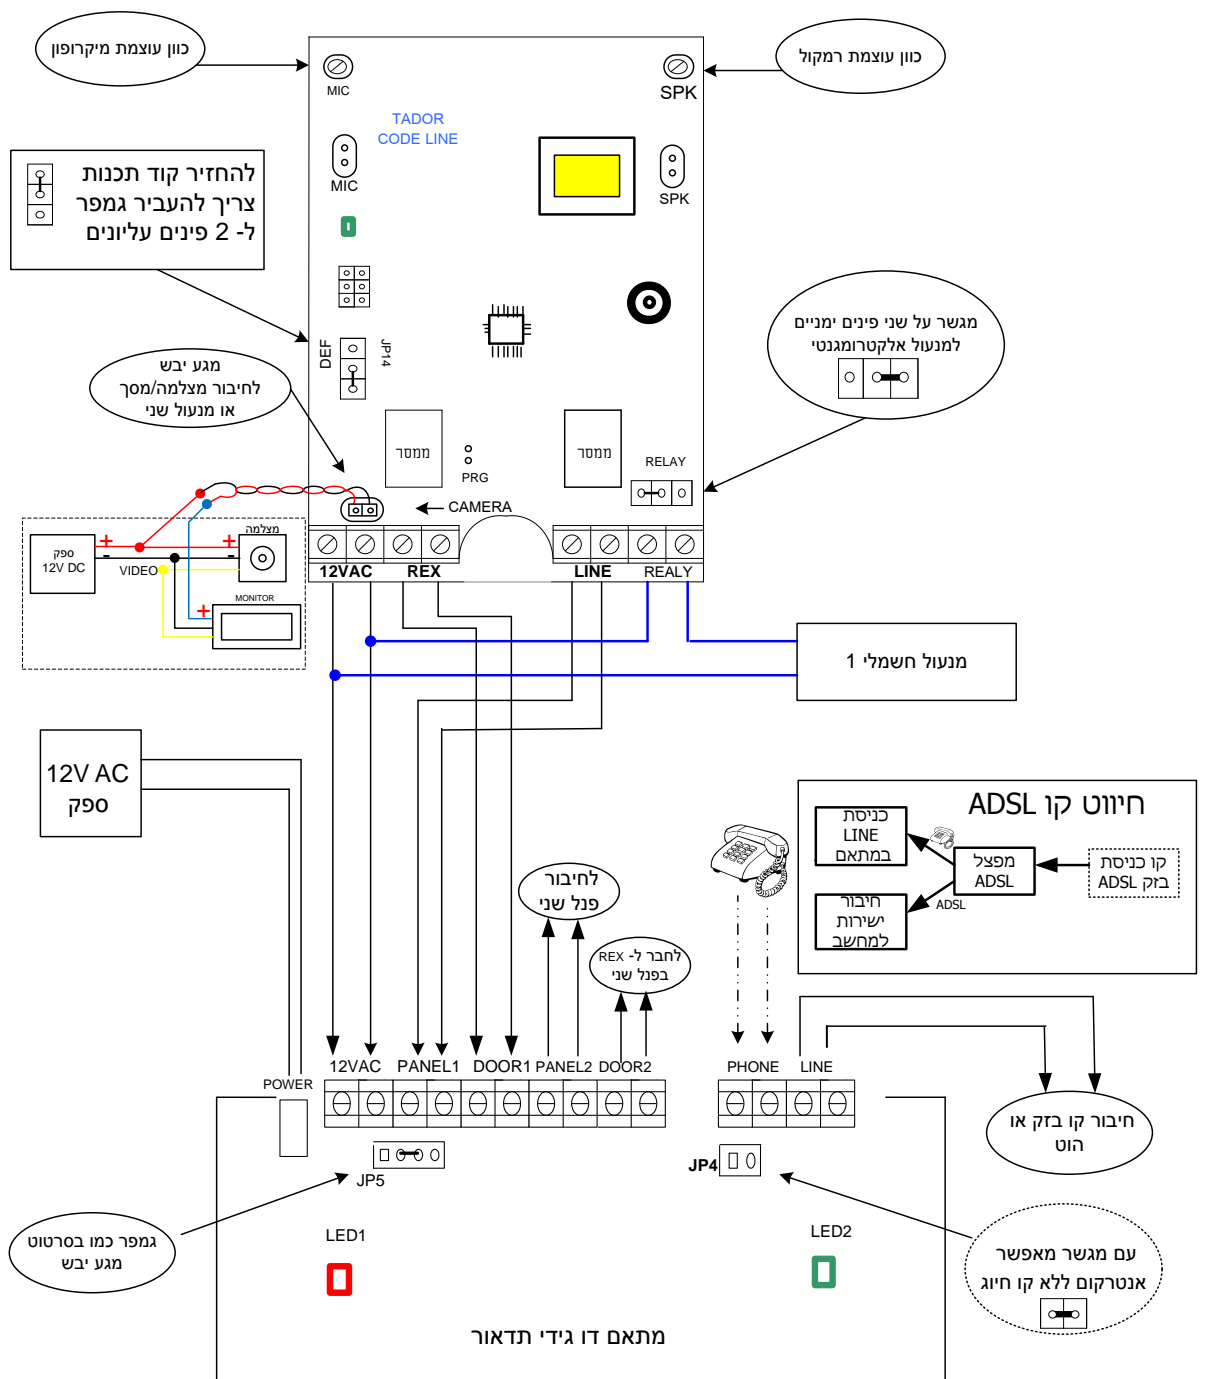 כוון עוצמת מיקרופון
כוון עוצמת רמקול
MIC
SPK
TADOR
CODE LINE
MIC
SPK
להחזיר קוד תכנות
צריך להעביר גמפר
ל- 2 פינים עליונים
DEF
JP14
מגשר על שני פינים ימניים
למנעול אלקטרומגנטי
מגע יבש
לחיבור מצלמה/מסך
או מנעול שני
ממסר
ממסר
PRG
RELAY
CAMERA
ספק
12V DC
+
-
+
-
מצלמה
VIDEO
MONITOR
+
12VAC
REX
LINE
REALY
מנעול חשמלי 1
12V AC
ספק
חיווט קו ADSL
כניסת
LINE
במתאם
מפצל
ADSL
קו כניסת
בזק ADSL
ADSL
חיבור
ישירות
למחשב
לחיבור
פנל שני
לחבר ל- REX
בפנל שני
POWER
12VAC
PANEL1
DOOR1
PANEL2
DOOR2
PHONE
LINE
חיבור קו בזק או
הוט
JP5
JP4
גמפר כמו בסרטוט
מגע יבש
LED1
LED2
עם מגשר מאפשר
אנטרקום ללא קו חיוג
מתאם דו גידי תדאור